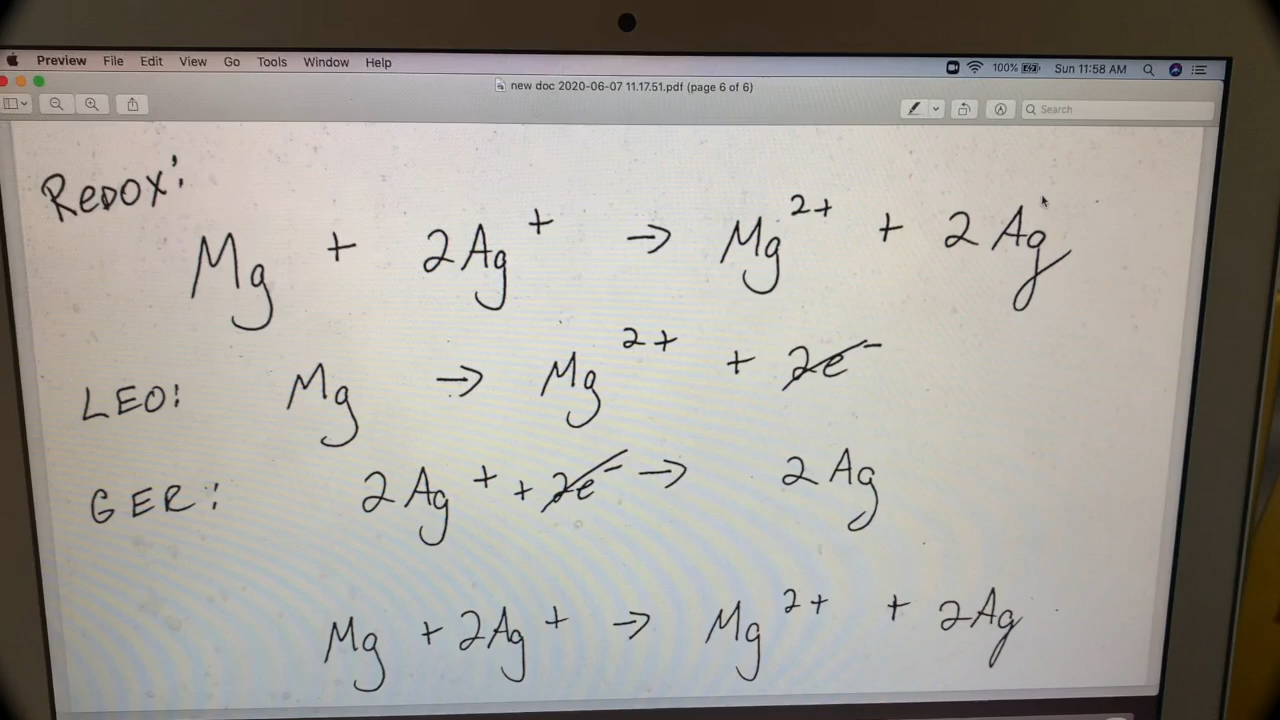 Preview File Edit View Go Tools Window Help 100% Sun 11:58 AM
new doc 2020-06-07 11.17.51.pdf (page 6 of 6)
Search
Redox:
Mg + 2Ag⁺ → Mg²⁺ + 2Ag
LEO: Mg → Mg²⁺ + 2e⁻
GER: 2Ag⁺ + 2e⁻ → 2Ag
Mg + 2Ag⁺ → Mg²⁺ + 2Ag